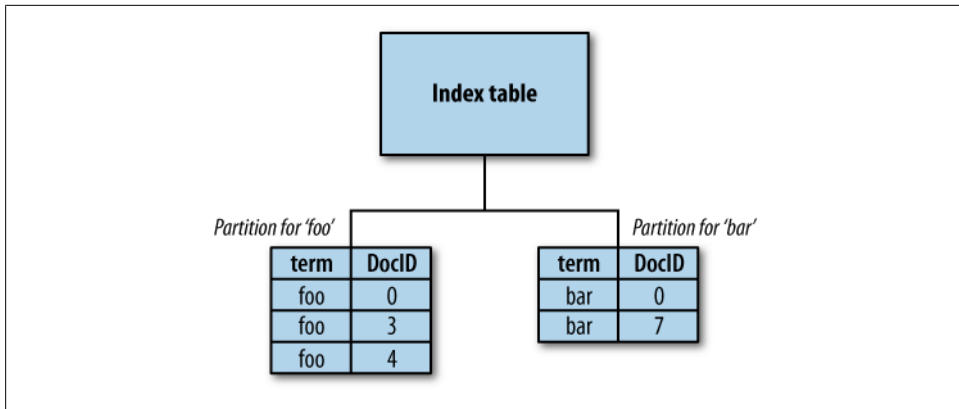 Index table
Partition for ‘foo’
Partition for ‘bar’
term DocID
foo 0
foo 3
foo 4
term DocID
bar 0
bar 7